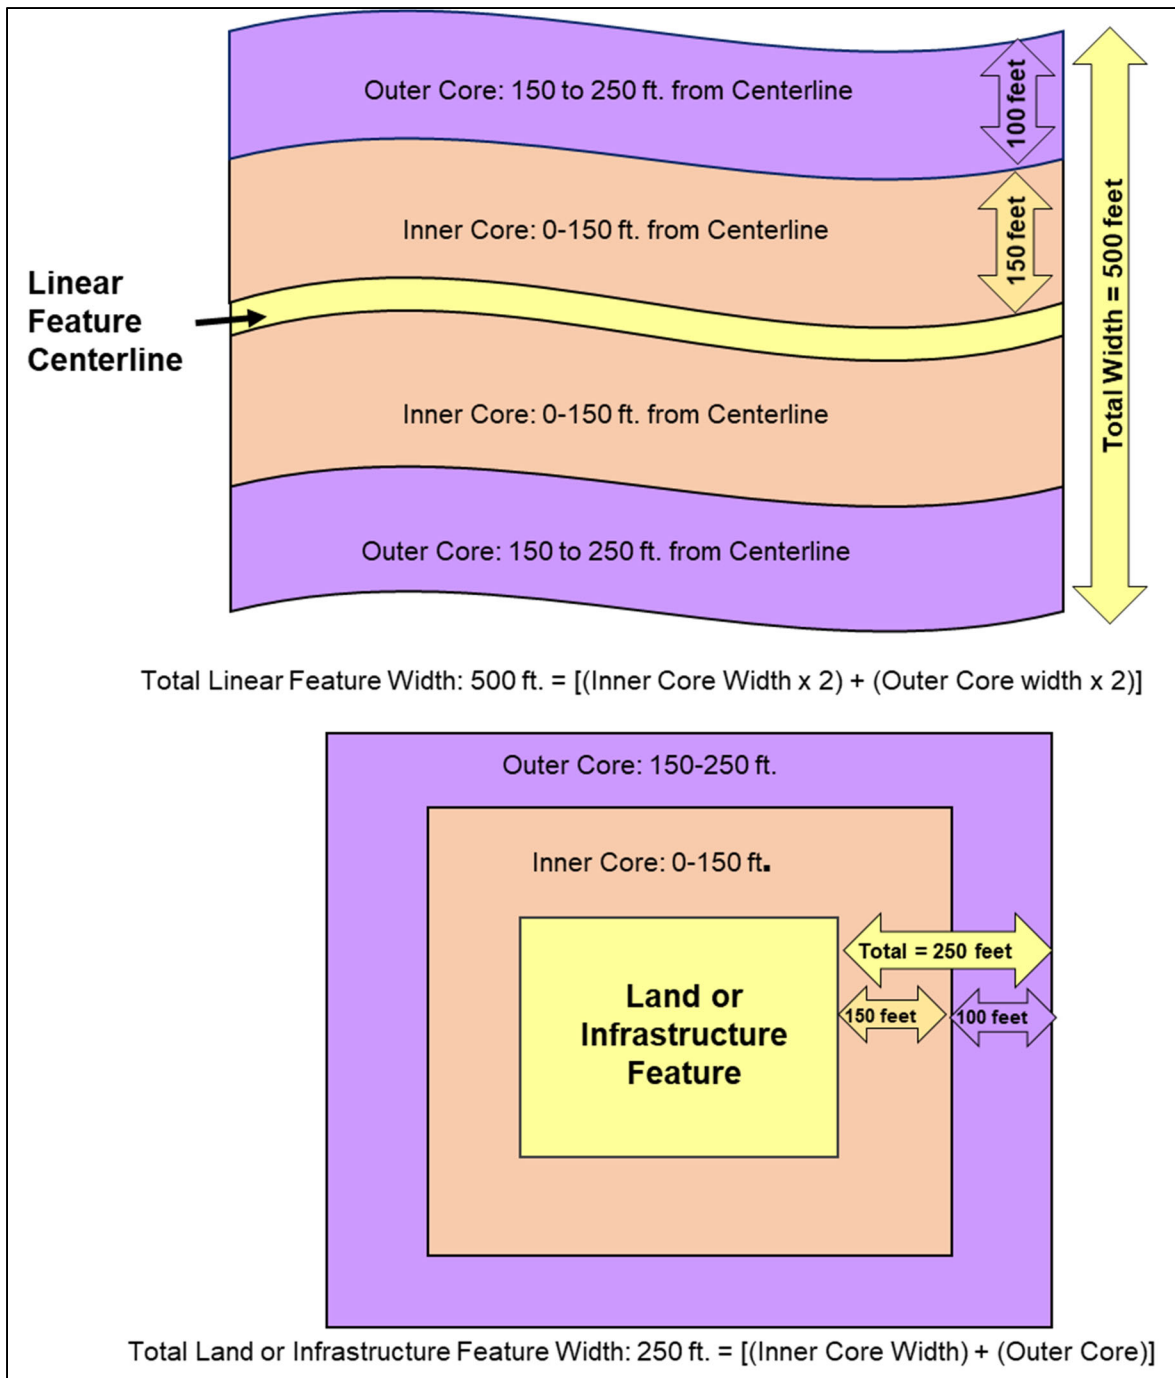 Outer Core: 150 to 250 ft. from Centerline
100 feet
Inner Core: 0-150 ft. from Centerline
150 feet
Total Width = 500 feet
Linear
Feature
Centerline
Inner Core: 0-150 ft. from Centerline
Outer Core: 150 to 250 ft. from Centerline
Total Linear Feature Width: 500 ft. = [(Inner Core Width x 2) + (Outer Core width x 2)]
Outer Core: 150-250 ft.
Inner Core: 0-150 ft.
Total = 250 feet
150 feet
100 feet
Land or
Infrastructure
Feature
Total Land or Infrastructure Feature Width: 250 ft. = [(Inner Core Width) + (Outer Core)]